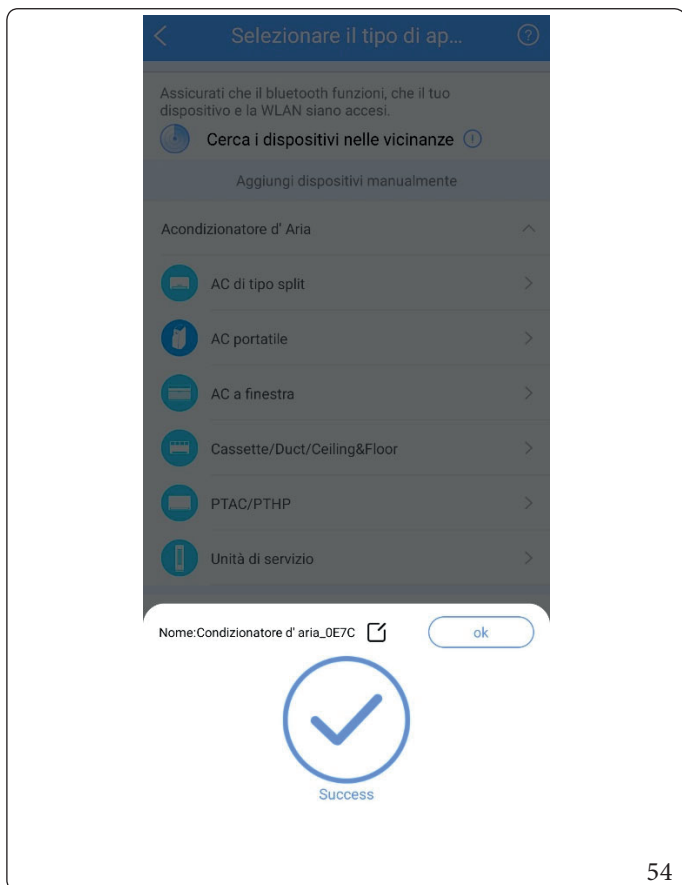 Selezionare il tipo di ap...
Assicurati che il bluetooth funzioni, che il tuo
dispositivo e la WLAN siano accesi.
Cerca i dispositivi nelle vicinanze
Aggiungi dispositivi manualmente
Acondizionatore d' Aria
AC di tipo split
AC portatile
AC a finestra
Cassette/Duct/Ceiling&Floor
PTAC/PTHP
Unità di servizio
Nome:Condizionatore d' aria_0E7C
ok
Success
54